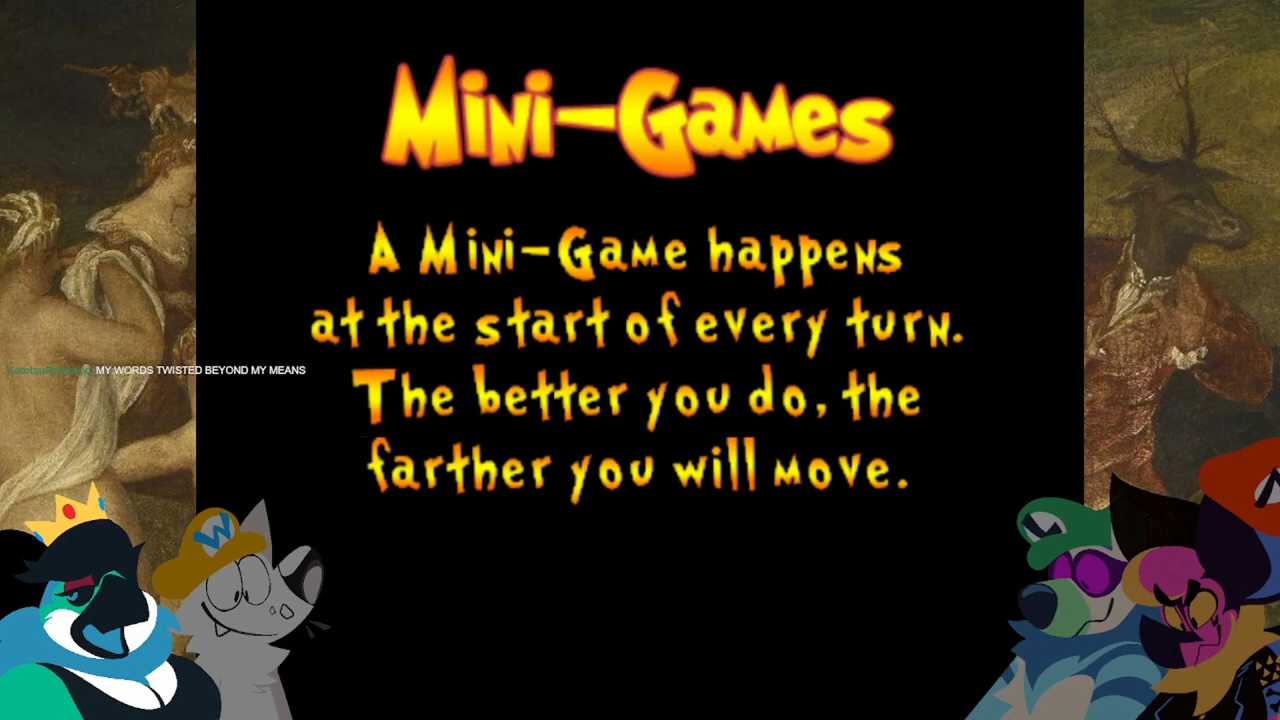 Mini-Games
A Mini-Game happens
at the start of every turn.
MY WORDS TWISTED BEYOND MY MEANS
The better you do, the
farther you will move.
W